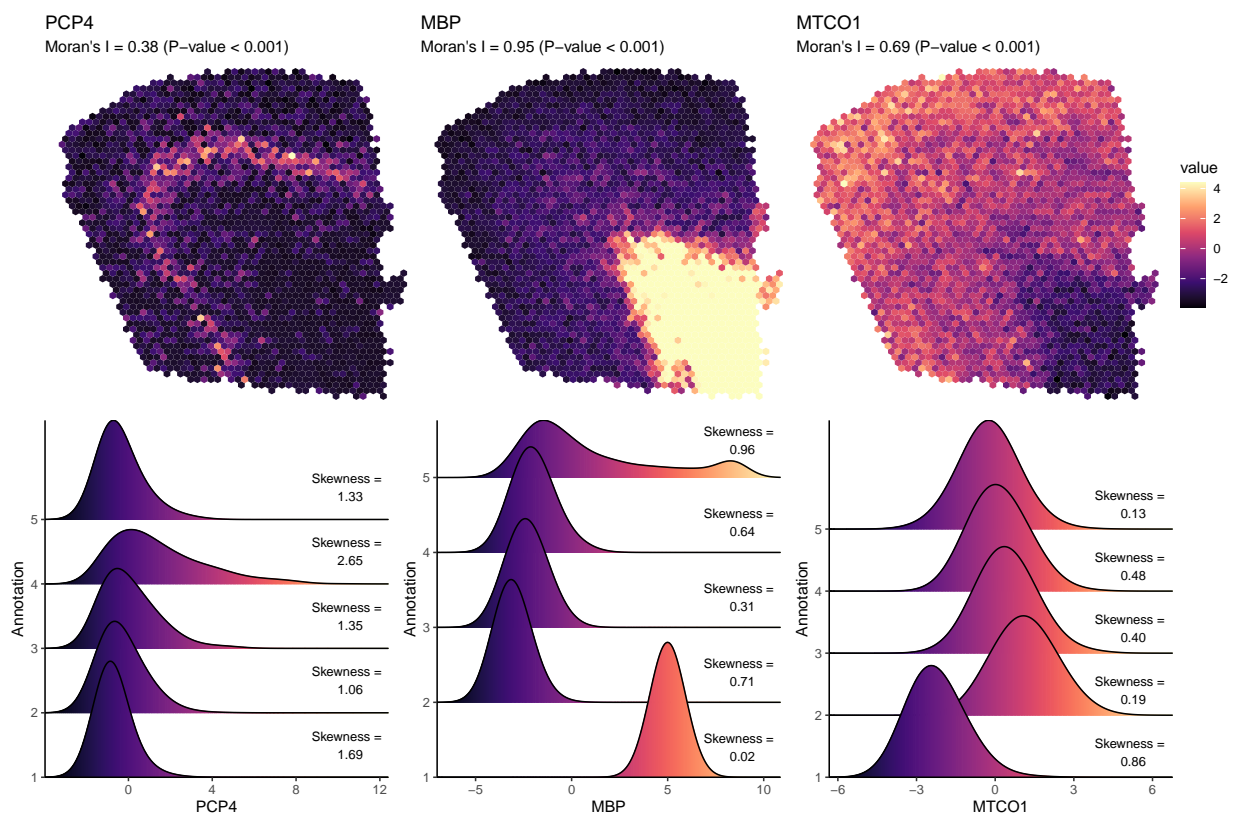 PCP4
Moran's I = 0.38 (P−value < 0.001)
MBP
Moran's I = 0.95 (P−value < 0.001)
MTCO1
Moran's I = 0.69 (P−value < 0.001)
value
4
2
0
−2
Annotation
5
4
3
2
1
Skewness =
1.33
Skewness =
2.65
Skewness =
1.35
Skewness =
1.06
Skewness =
1.69
0
4
8
12
PCP4
Annotation
5
4
3
2
1
Skewness =
0.96
Skewness =
0.64
Skewness =
0.31
Skewness =
0.71
Skewness =
0.02
−5
0
5
10
MBP
Annotation
5
4
3
2
1
Skewness =
0.13
Skewness =
0.48
Skewness =
0.40
Skewness =
0.19
Skewness =
0.86
−6
−3
0
3
6
MTCO1